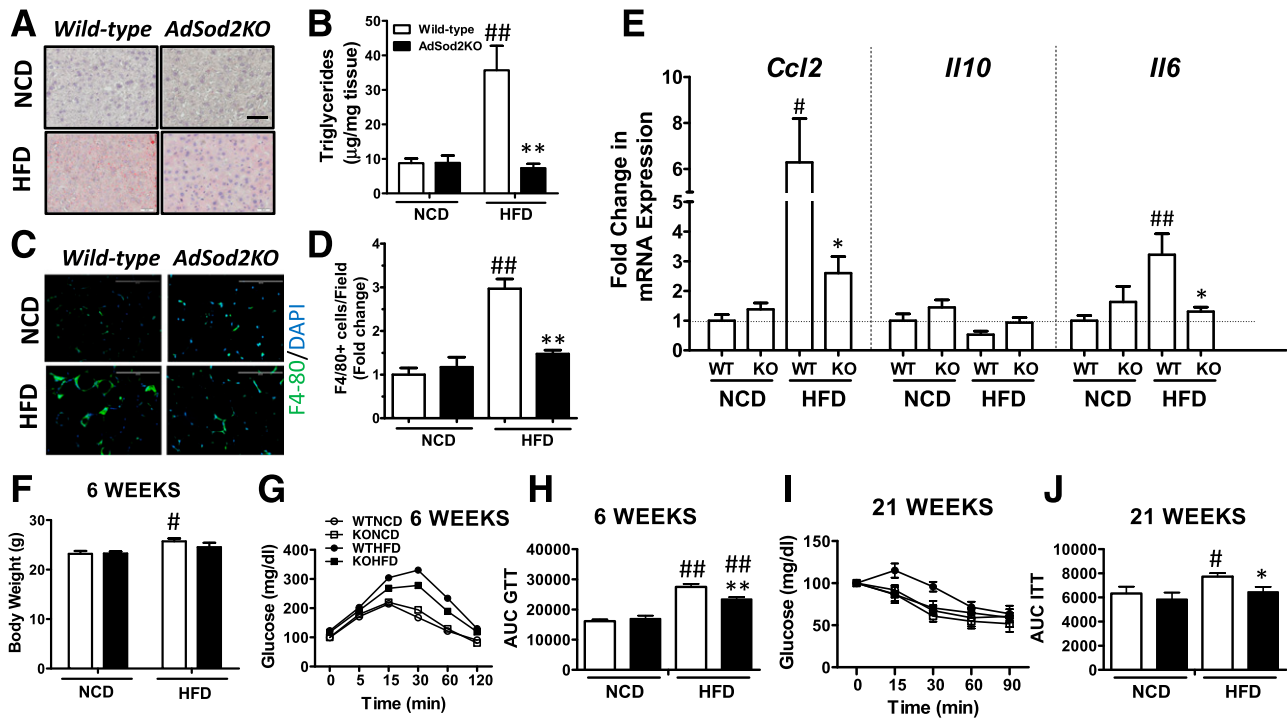 A
Wild-type AdSod2KO
NCD
HFD
B
Wild-type
AdSod2KO
Triglycerides
(µg/mg tissue)
50
40
30
20
10
0
##
**
NCD HFD
C
Wild-type AdSod2KO
NCD
HFD
F4-80/DAPI
D
F4/80+ cells/Field
(Fold change)
4
3
2
1
0
##
**
NCD HFD
E
Ccl2 Il10 Il6
Fold Change in
mRNA Expression
10
8
6
5
4
3
2
1
0
#
*
##
*
WT KO WT KO WT KO WT KO WT KO WT KO
NCD HFD NCD HFD NCD HFD
F
6 WEEKS
Body Weight (g)
30
20
10
0
#
NCD HFD
G
6 WEEKS
WTNCD
KONCD
WTHFD
KOHFD
Glucose (mg/dl)
400
300
200
100
0
0 5 15 30 60 120
Time (min)
H
6 WEEKS
AUC GTT
40000
30000
20000
10000
0
## ##
**
NCD HFD
I
21 WEEKS
Glucose (mg/dl)
150
100
50
0
0 15 30 60 90
Time (min)
J
21 WEEKS
AUC ITT
10000
8000
6000
4000
2000
0
# *
NCD HFD